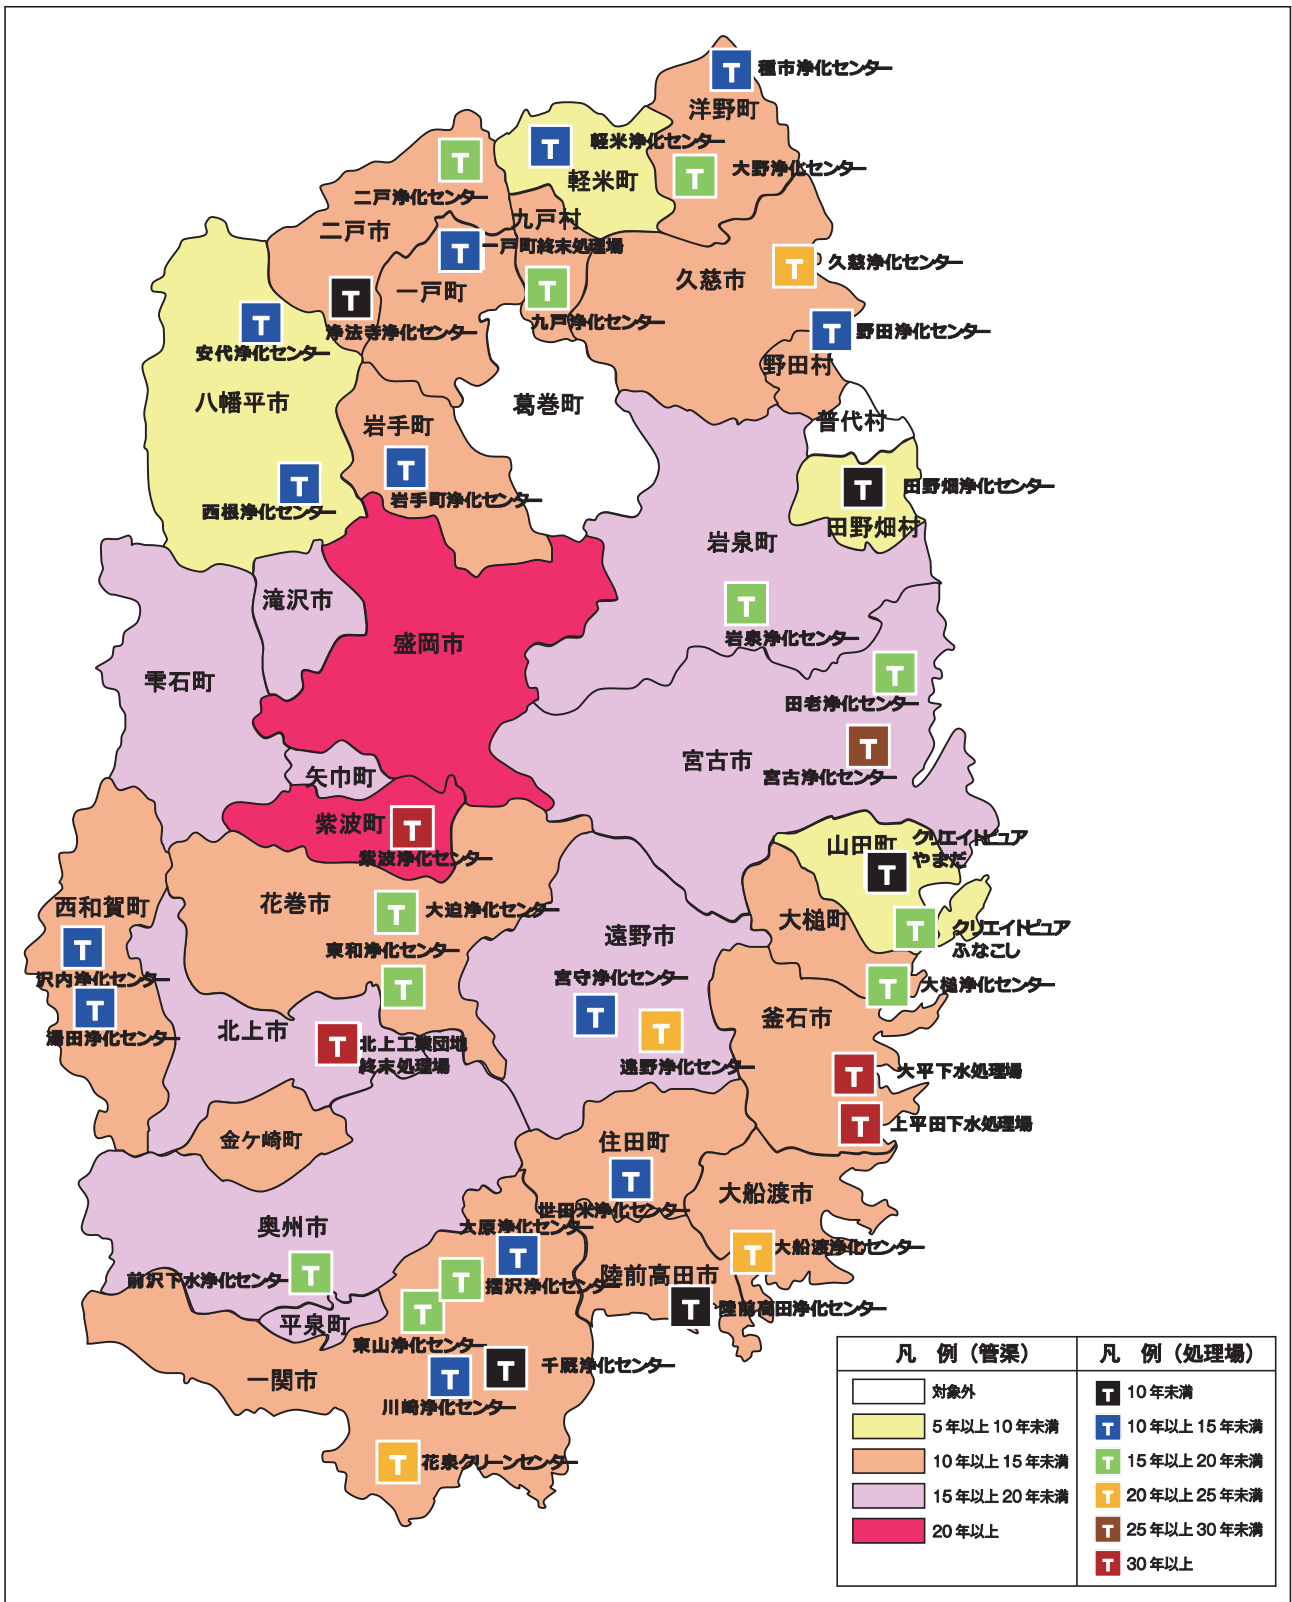 種市浄化センター
洋野町
軽米浄化センター
大野浄化センター
軽米町
二戸浄化センター
九戸村
二戸市
一戸町終末処理場
久慈浄化センター
久慈市
一戸町
九戸浄化センター
浄法寺浄化センター
野田浄化センター
安代浄化センター
野田村
八幡平市
葛巻町
普代村
岩手町
田野畑浄化センター
岩手町浄化センター
西根浄化センター
田野畑村
岩泉町
滝沢市
岩泉浄化センター
盛岡市
雫石町
田老浄化センター
宮古市
矢巾町
宮古浄化センター
紫波町
山田町
クリエイトピュア
やまだ
紫波浄化センター
花巻市
西和賀町
大迫浄化センター
大槌町
クリエイトピュア
ふなこし
遠野市
東和浄化センター
宮守浄化センター
沢内浄化センター
大槌浄化センター
釜石市
北上市
湯田浄化センター
北上工業団地
終末処理場
遠野浄化センター
大平下水処理場
上平田下水処理場
金ケ崎町
住田町
大船渡市
世田米浄化センター
奥州市
大原浄化センター
大船渡浄化センター
陸前高田市
前沢下水浄化センター
摺沢浄化センター
陸前高田浄化センター
平泉町
東山浄化センター
千厩浄化センター
一関市
川崎浄化センター
花泉クリーンセンター
凡 例（管渠）
対象外
5年以上10年未満
10年以上15年未満
15年以上20年未満
20年以上
凡 例（処理場）
T 10年未満
T 10年以上15年未満
T 15年以上20年未満
T 20年以上25年未満
T 25年以上30年未満
T 30年以上